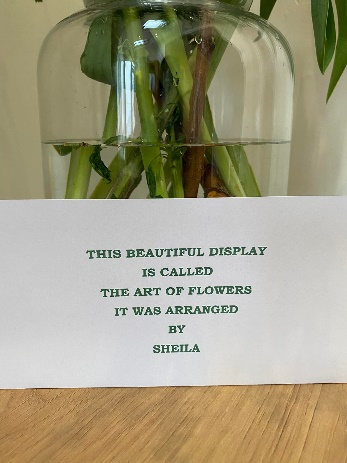 THIS BEAUTIFUL DISPLAY
IS CALLED
THE ART OF FLOWERS
IT WAS ARRANGED
BY
SHEILA